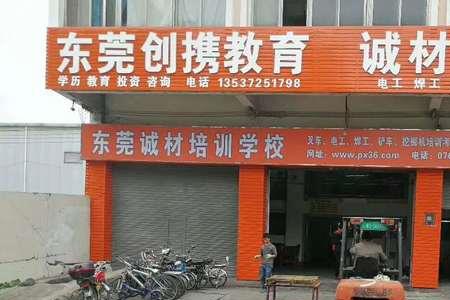 东莞创携教育 诚材
学历 教育 投资 咨询 电话 13537251798 电工 焊工
东莞诚材培训学校
叉车、电工、焊工、铲车、挖掘机培训
网址：www.px36.com 电话：076